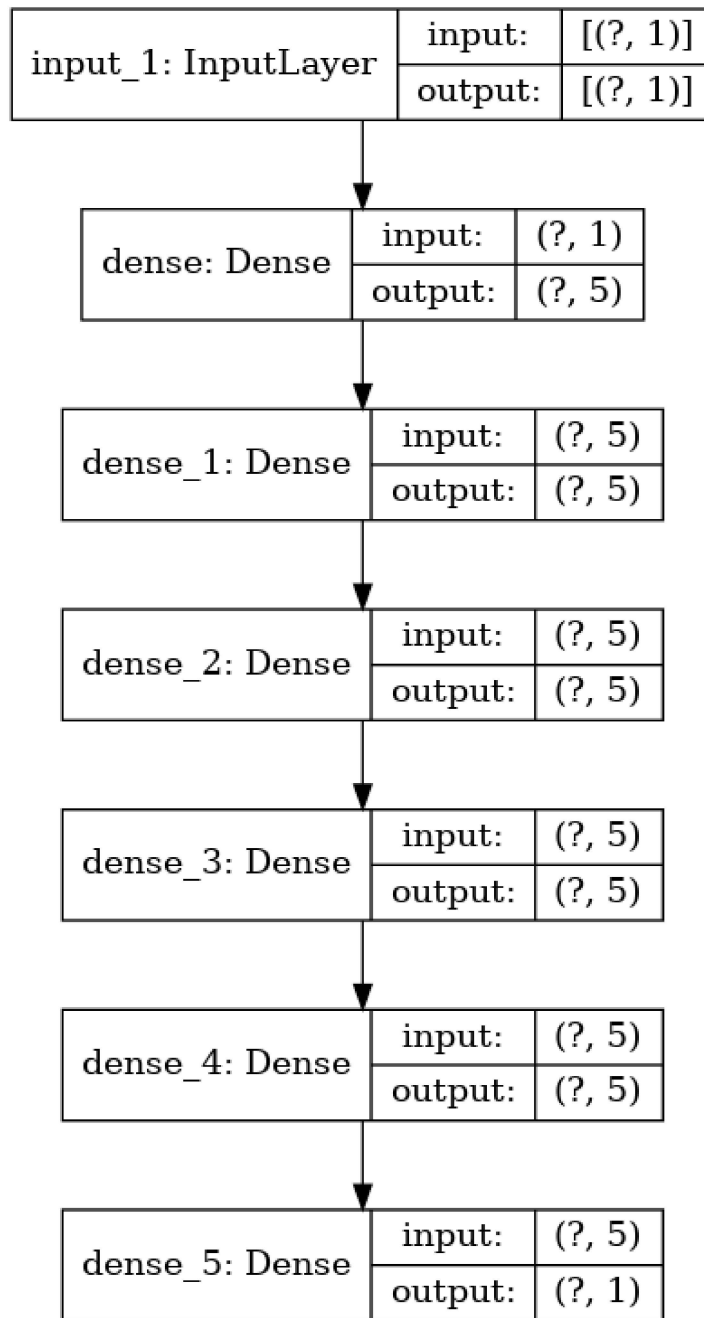 input_1: InputLayer
input: [(?, 1)]
output: [(?, 1)]
dense: Dense
input: (?, 1)
output: (?, 5)
dense_1: Dense
input: (?, 5)
output: (?, 5)
dense_2: Dense
input: (?, 5)
output: (?, 5)
dense_3: Dense
input: (?, 5)
output: (?, 5)
dense_4: Dense
input: (?, 5)
output: (?, 5)
dense_5: Dense
input: (?, 5)
output: (?, 1)